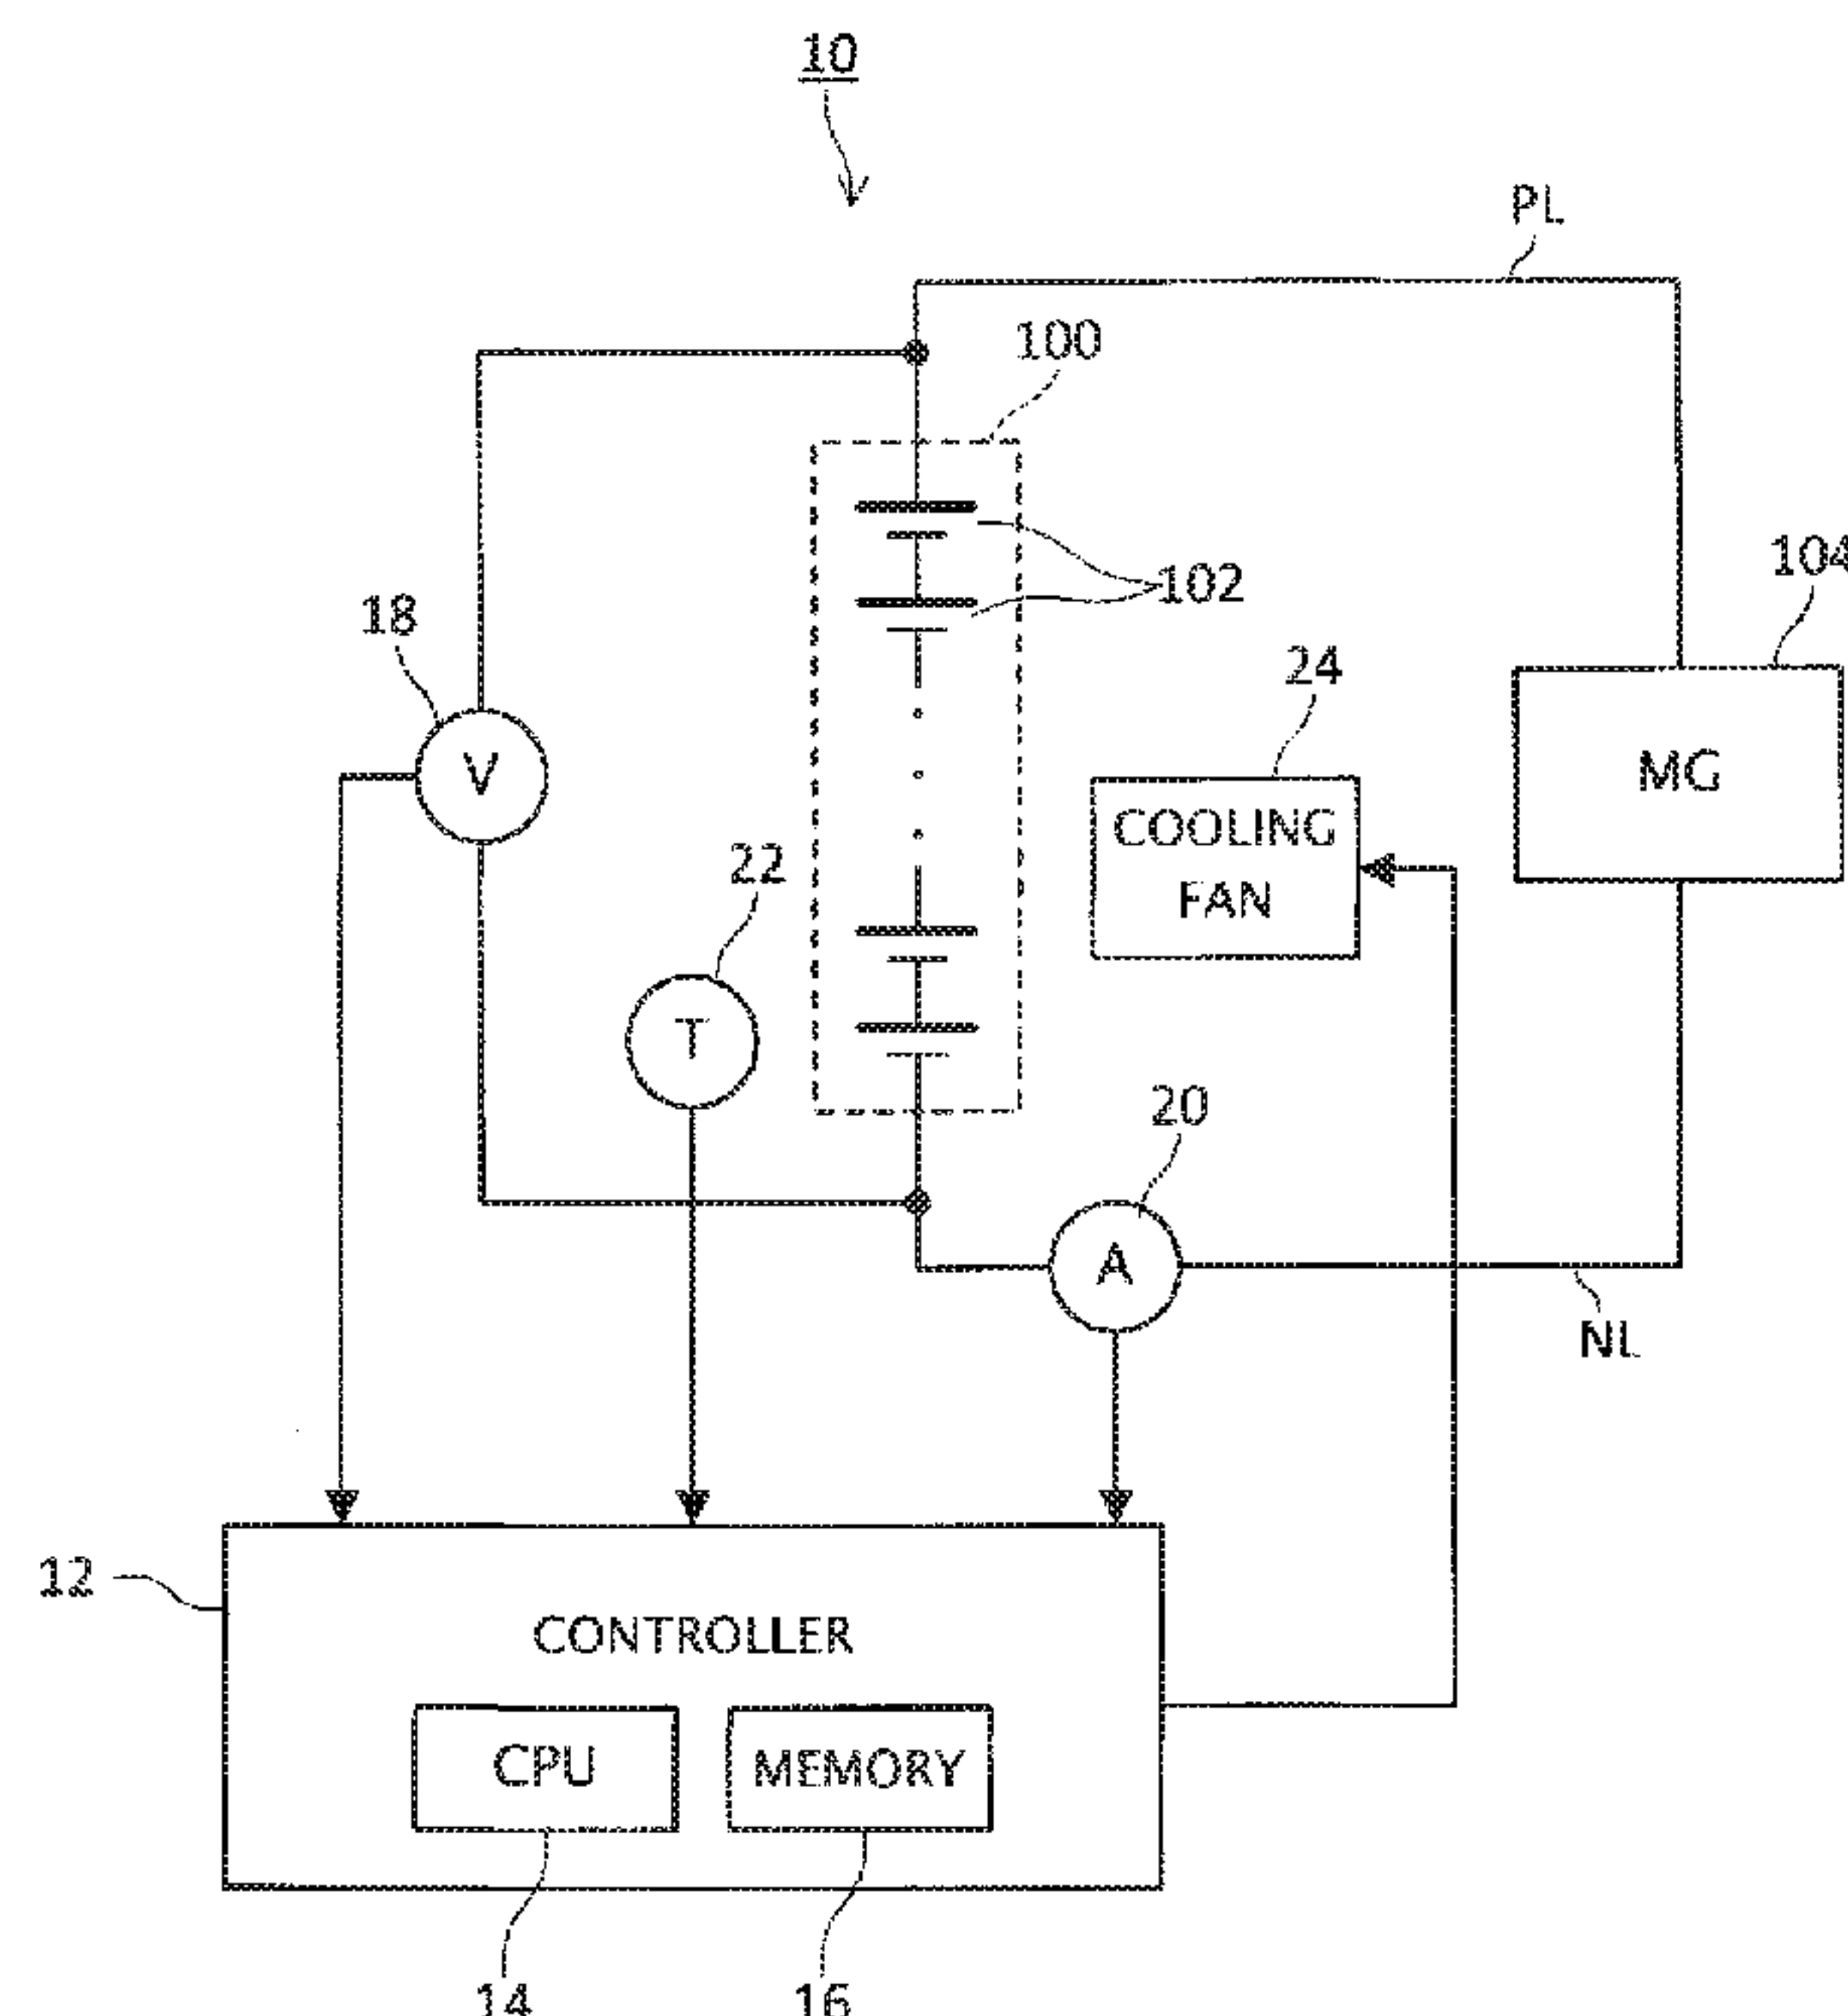 10
PL
100
102
104
18
24
V
MG
COOLING
FAN
22
T
20
A
NL
12
CONTROLLER
CPU
MEMORY
14
16